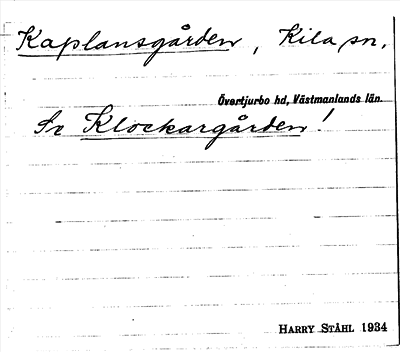 Kaplansgården, Kila sn.
Övertjurbo hd, Västmanlands län.
Se Klockargården!
HARRY STÅHL 1934